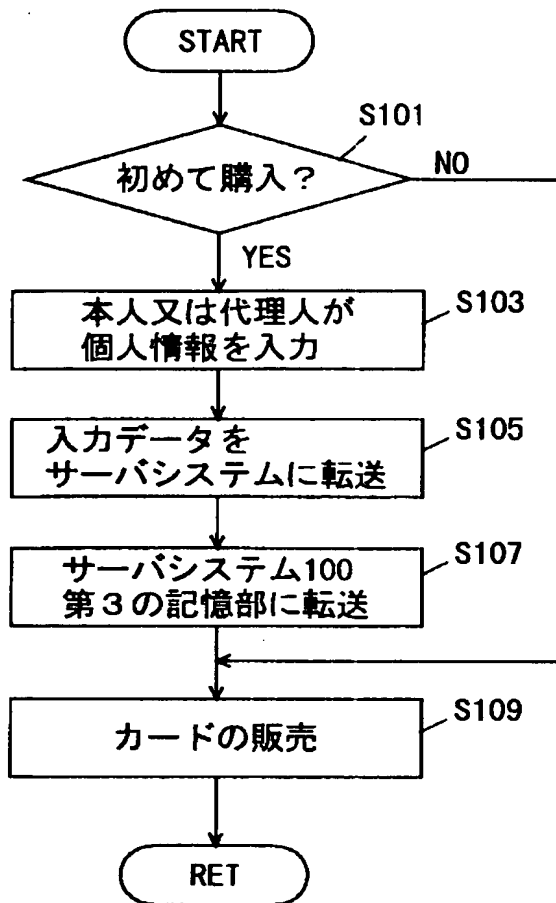 START
S101
初めて購入?
NO
YES
S103
本人又は代理人が
個人情報を入力
S105
入力データを
サーバシステムに転送
S107
サーバシステム100
第3の記憶部に転送
S109
カードの販売
RET